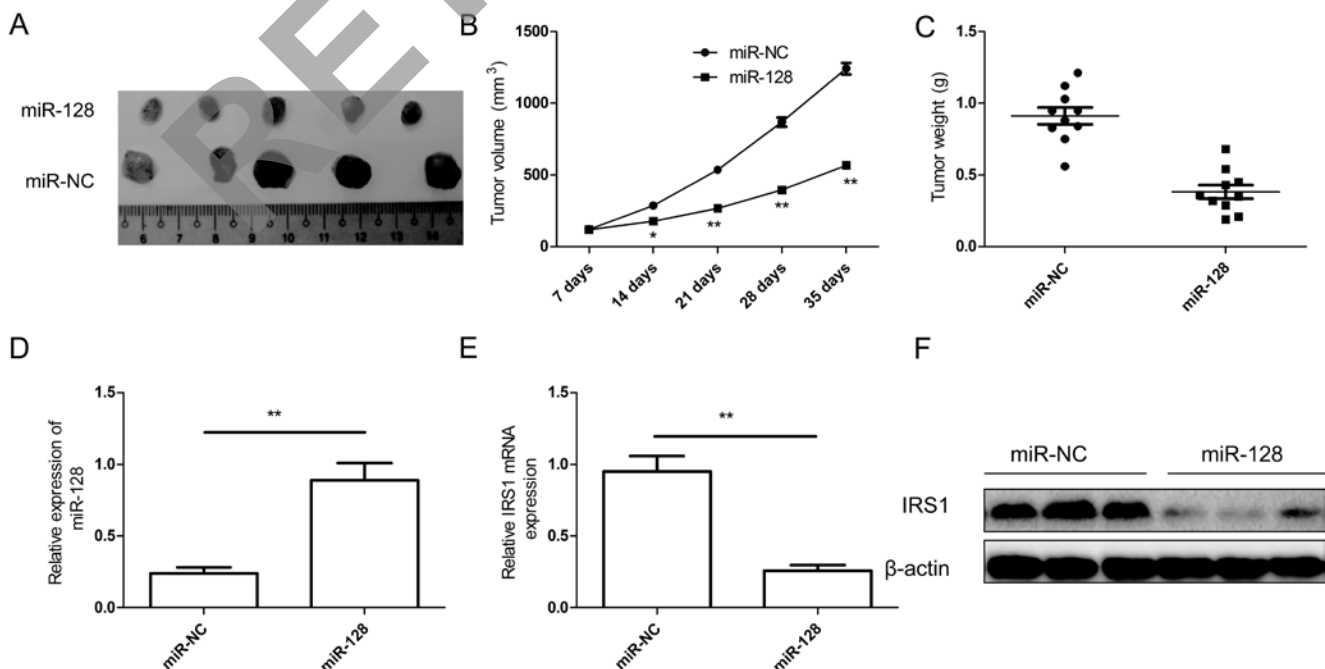 A
miR-128
miR-NC
6 7 8 9 10 11 12 13 14
B
Tumor volume (mm³)
1500
1000
500
0
miR-NC
miR-128
*
**
**
**
7 days
14 days
21 days
28 days
35 days
C
Tumor weight (g)
1.5
1.0
0.5
0.0
miR-NC
miR-128
D
Relative expression of
miR-128
1.5
1.0
0.5
0.0
**
miR-NC
miR-128
E
Relative IRS1 mRNA
expression
1.5
1.0
0.5
0.0
**
miR-NC
miR-128
F
miR-NC miR-128
IRS1
β-actin